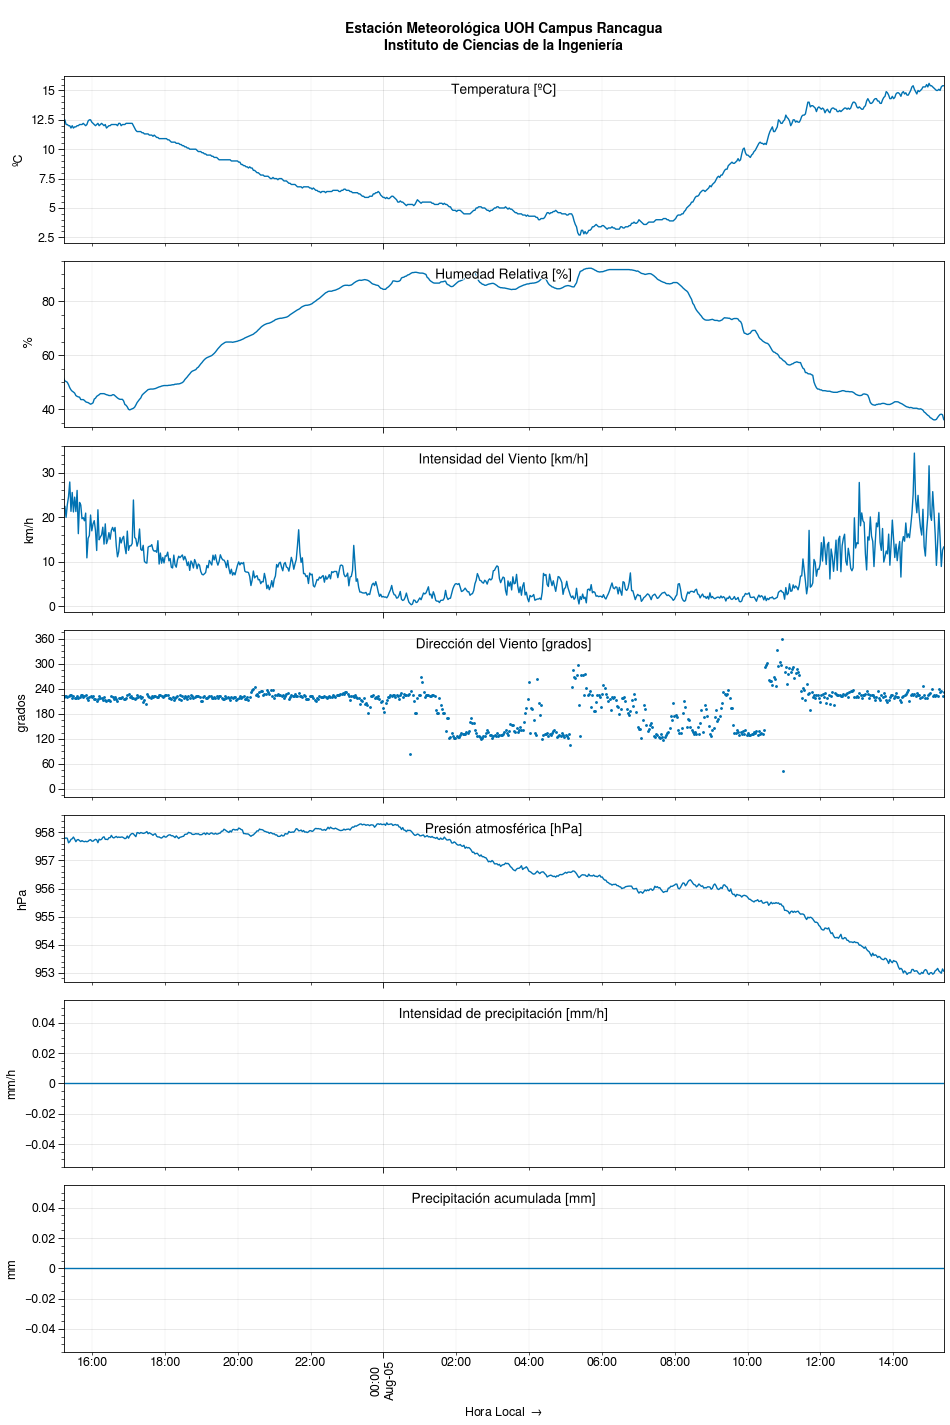 Estación Meteorológica UOH Campus Rancagua
Instituto de Ciencias de la Ingeniería
Temperatura [ºC]
15
12.5
10
7.5
5
2.5
ºC
Humedad Relativa [%]
80
60
40
%
Intensidad del Viento [km/h]
30
20
10
0
km/h
Dirección del Viento [grados]
360
300
240
180
120
60
0
grados
Presión atmosférica [hPa]
958
957
956
955
954
953
hPa
Intensidad de precipitación [mm/h]
0.04
0.02
0
−0.02
−0.04
mm/h
Precipitación acumulada [mm]
0.04
0.02
0
−0.02
−0.04
mm
16:00 18:00 20:00 22:00 00:00 02:00 04:00 06:00 08:00 10:00 12:00 14:00
Aug-05
Hora Local →